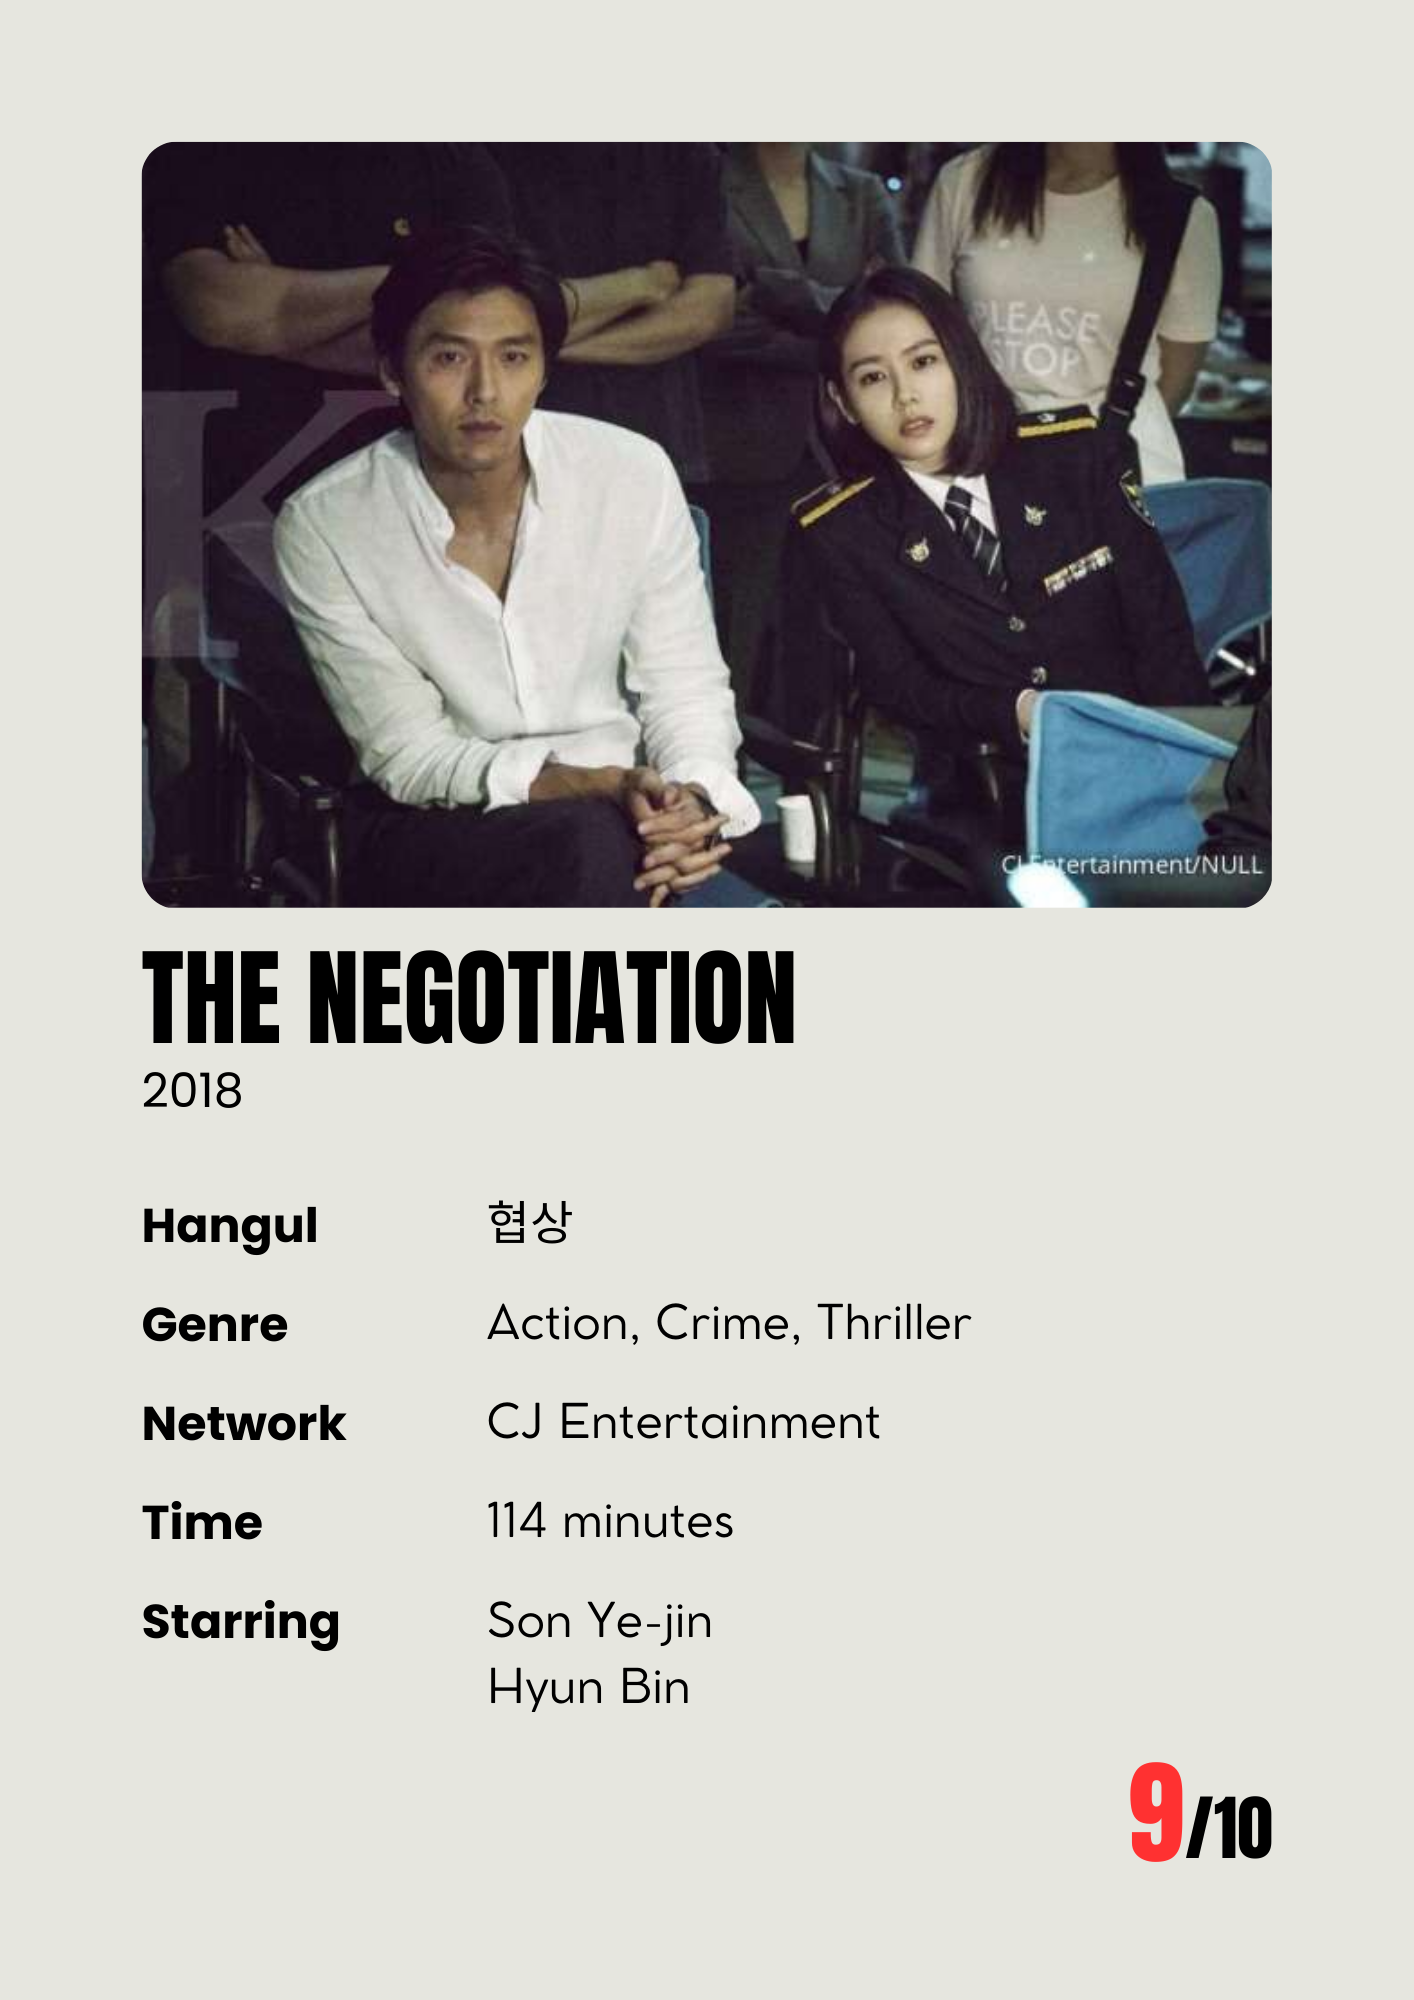 PLEASE
STOP
K
CJ Entertainment/NULL
THE NEGOTIATION
2018
Hangul 협상
Genre Action, Crime, Thriller
Network CJ Entertainment
Time 114 minutes
Starring Son Ye-jin
Hyun Bin
9/10